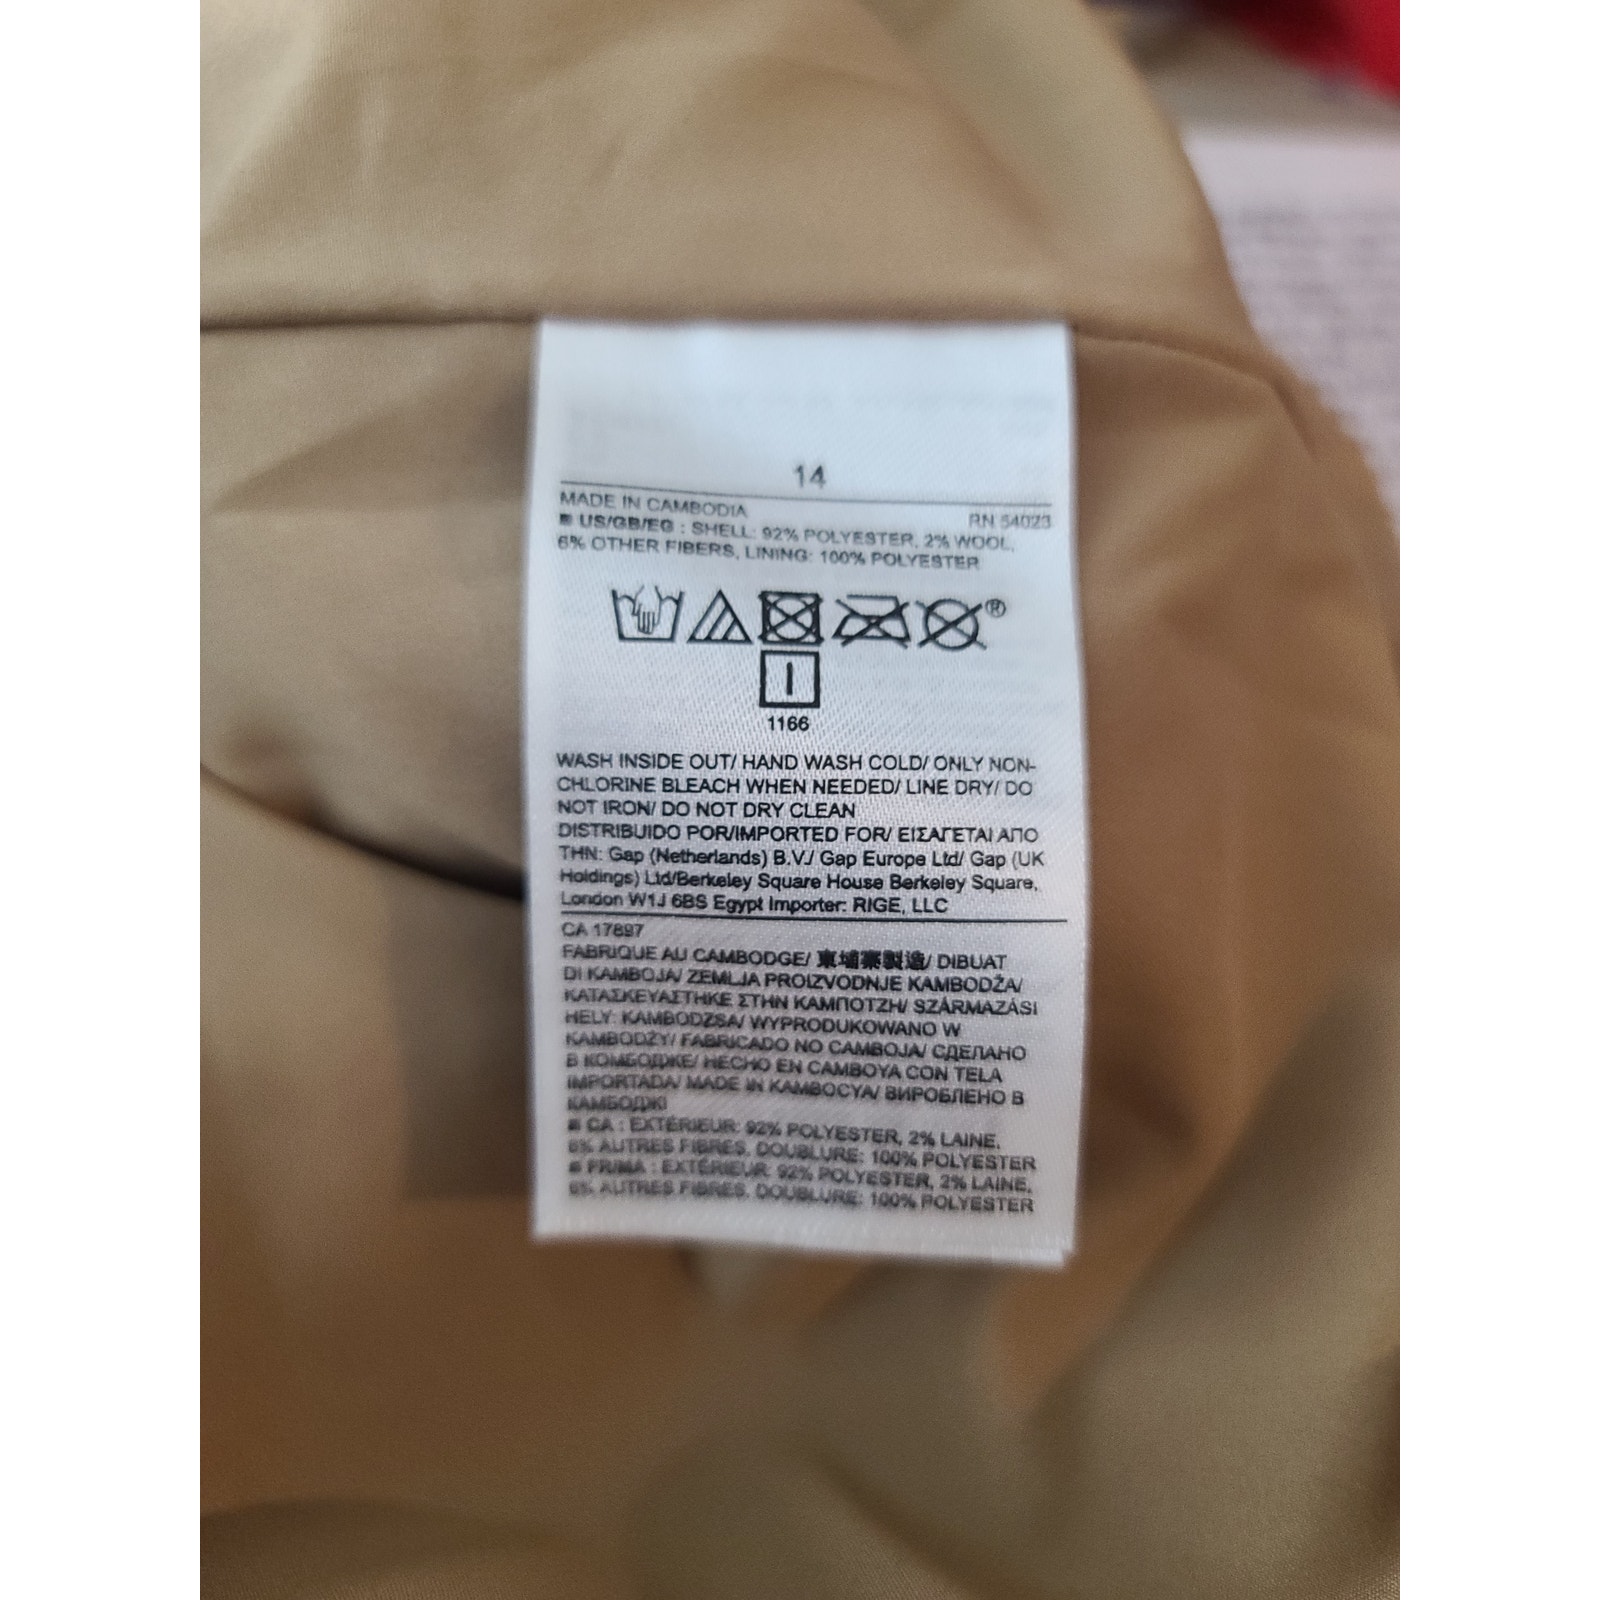 14
MADE IN CAMBODIA RN 54023
■ US/GB/EG : SHELL: 92% POLYESTER, 2% WOOL,
6% OTHER FIBERS, LINING: 100% POLYESTER
®
1166
WASH INSIDE OUT/ HAND WASH COLD/ ONLY NON-
CHLORINE BLEACH WHEN NEEDED/ LINE DRY/ DO
NOT IRON/ DO NOT DRY CLEAN
DISTRIBUIDO POR/IMPORTED FOR/ ΕΙΣΑΓΕΤΑΙ ΑΠΟ
ΤΗΝ: Gap (Netherlands) B.V./ Gap Europe Ltd/ Gap (UK
Holdings) Ltd/Berkeley Square House Berkeley Square,
London W1J 6BS Egypt Importer: RIGE, LLC
CA 17897
FABRIQUE AU CAMBODGE/ 柬埔寨製造/ DIBUAT
DI KAMBOJA/ ZEMLJA PROIZVODNJE KAMBODŽA/
ΚΑΤΑΣΚΕΥΑΣΤΗΚΕ ΣΤΗΝ ΚΑΜΠΟΤΖΗ/ SZÁRMAZÁSI
HELY: KAMBODZSA/ WYPRODUKOWANO W
KAMBODŻY/ FABRICADO NO CAMBOJA/ СДЕЛАНО
В КОМБОДЖЕ/ HECHO EN CAMBOYA CON TELA
IMPORTADA/ MADE IN KAMBOCYA/ ВИРОБЛЕНО В
КАМБОДЖІ
■ CA : EXTÉRIEUR: 92% POLYESTER, 2% LAINE,
6% AUTRES FIBRES, DOUBLURE: 100% POLYESTER
■ FR/MA : EXTÉRIEUR: 92% POLYESTER, 2% LAINE,
6% AUTRES FIBRES, DOUBLURE: 100% POLYESTER